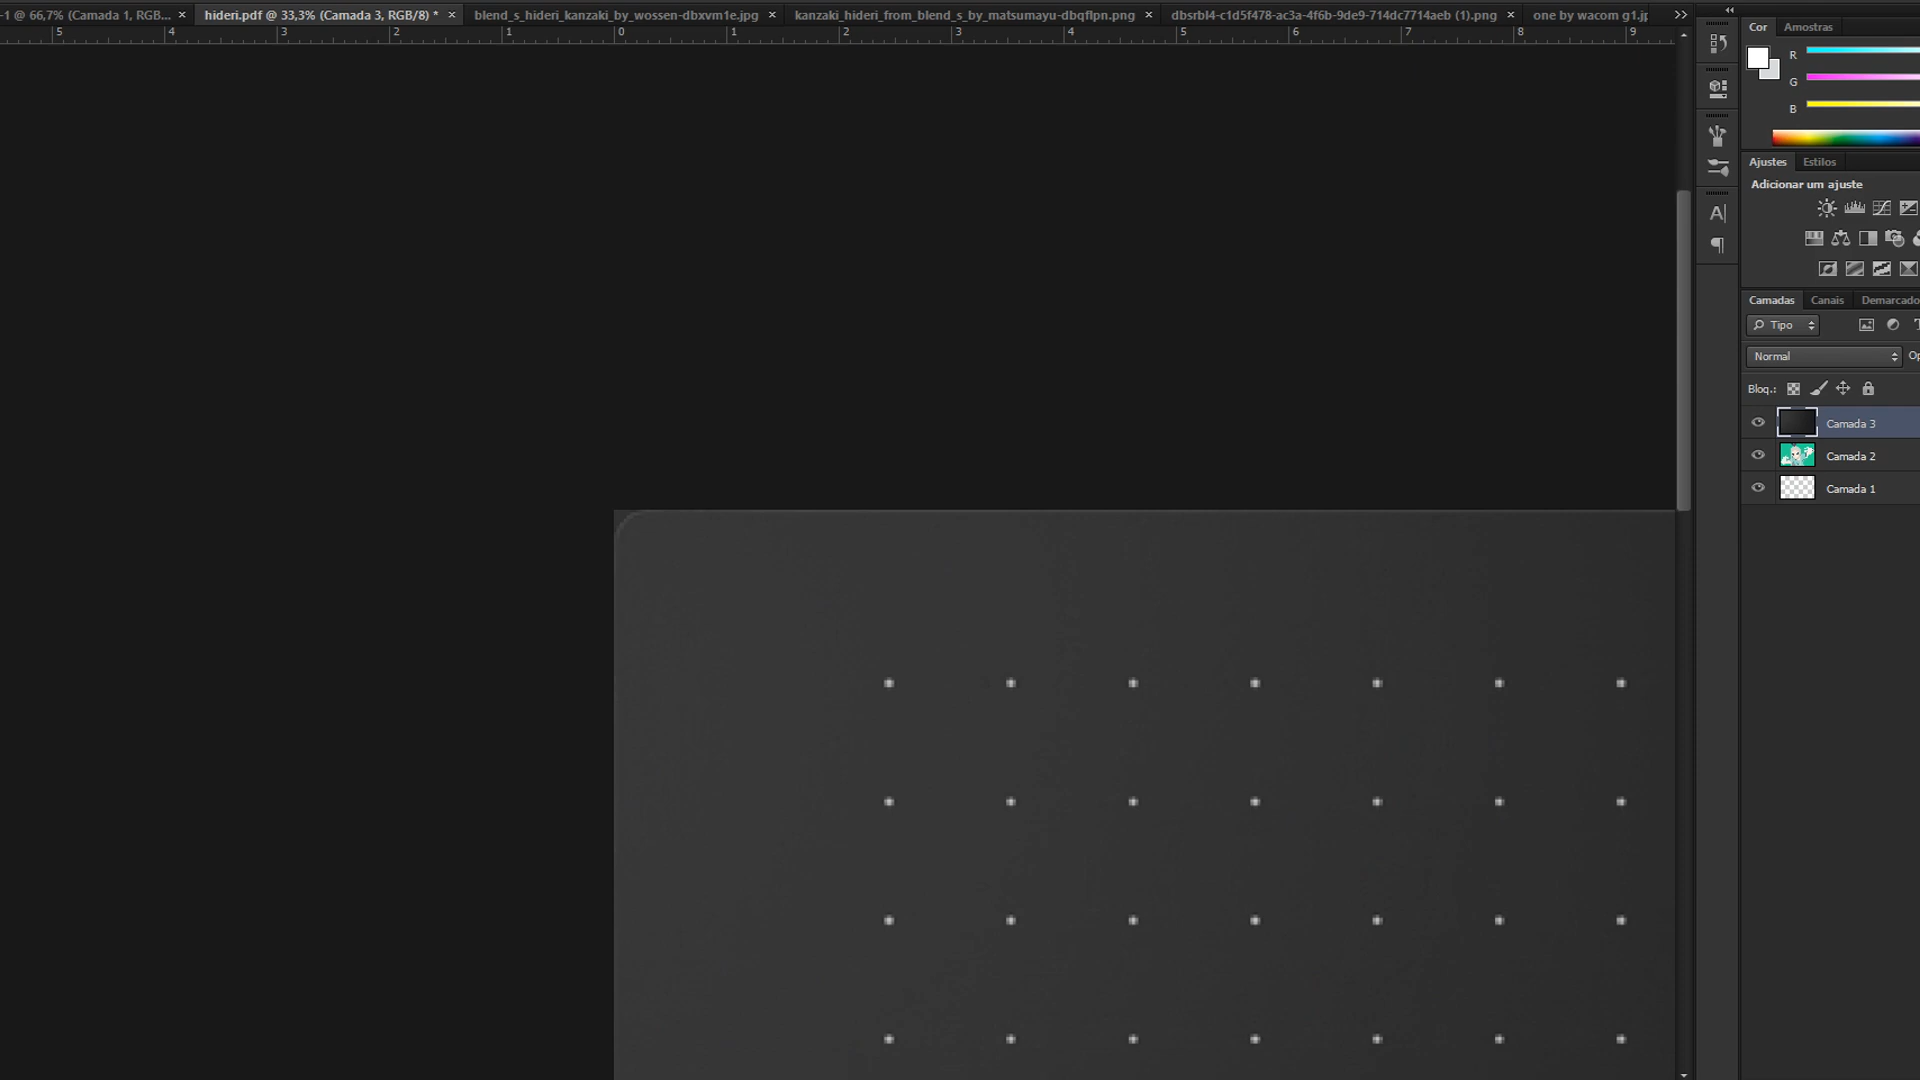 -1 @ 66,7% (Camada 1, RGB... × hideri.pdf @ 33,3% (Camada 3, RGB/8) * × blend_s_hideri_kanzaki_by_wossen-dbxvm1e.jpg × kanzaki_hideri_from_blend_s_by_matsumayu-dbqflpn.png × dbsrbl4-c1d5f478-ac3a-4f6b-9de9-714dc7714aeb (1).png × one by wacom g1.jp
5 4 3 2 1 0 1 2 3 4 5 6 7 8 9
Cor Amostras
R
G
B
Ajustes Estilos
Adicionar um ajuste
Camadas Canais Demarcado
Tipo
Normal Op
Bloq.:
Camada 3
Camada 2
Camada 1